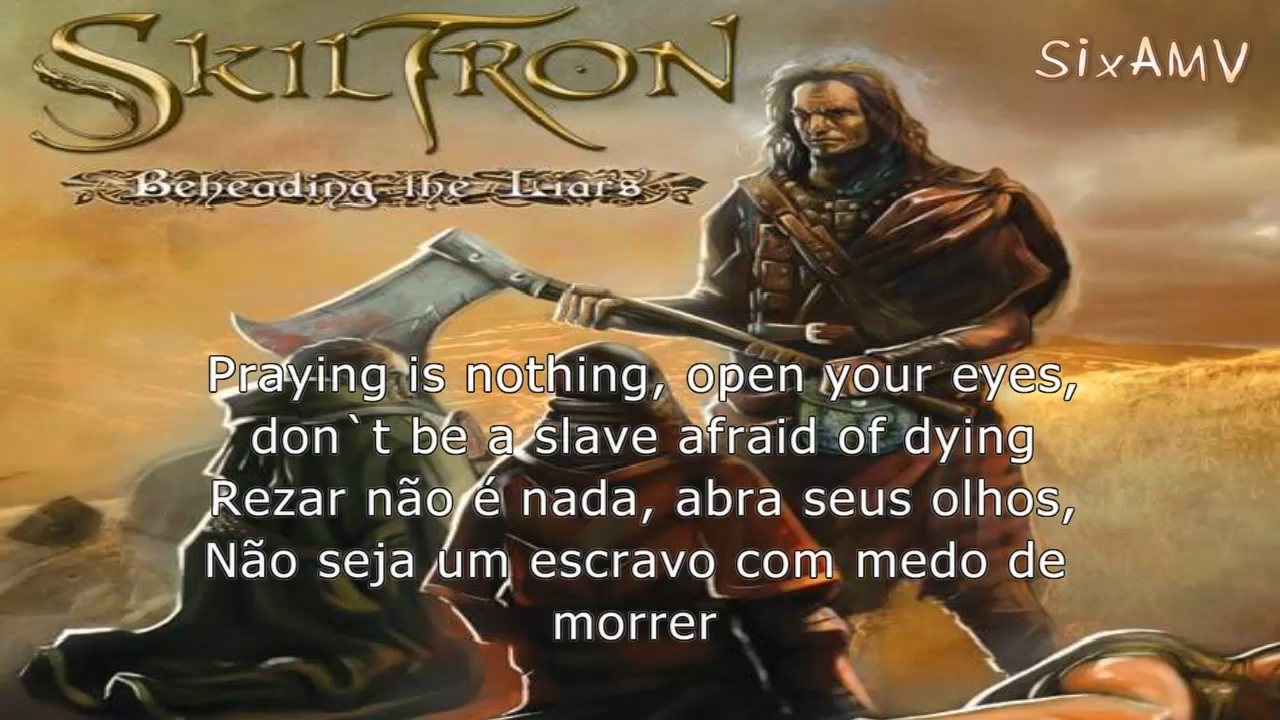 SKILTRON
SixAMV
Beheading the Liars
Praying is nothing, open your eyes,
don`t be a slave afraid of dying
Rezar não é nada, abra seus olhos,
Não seja um escravo com medo de
morrer